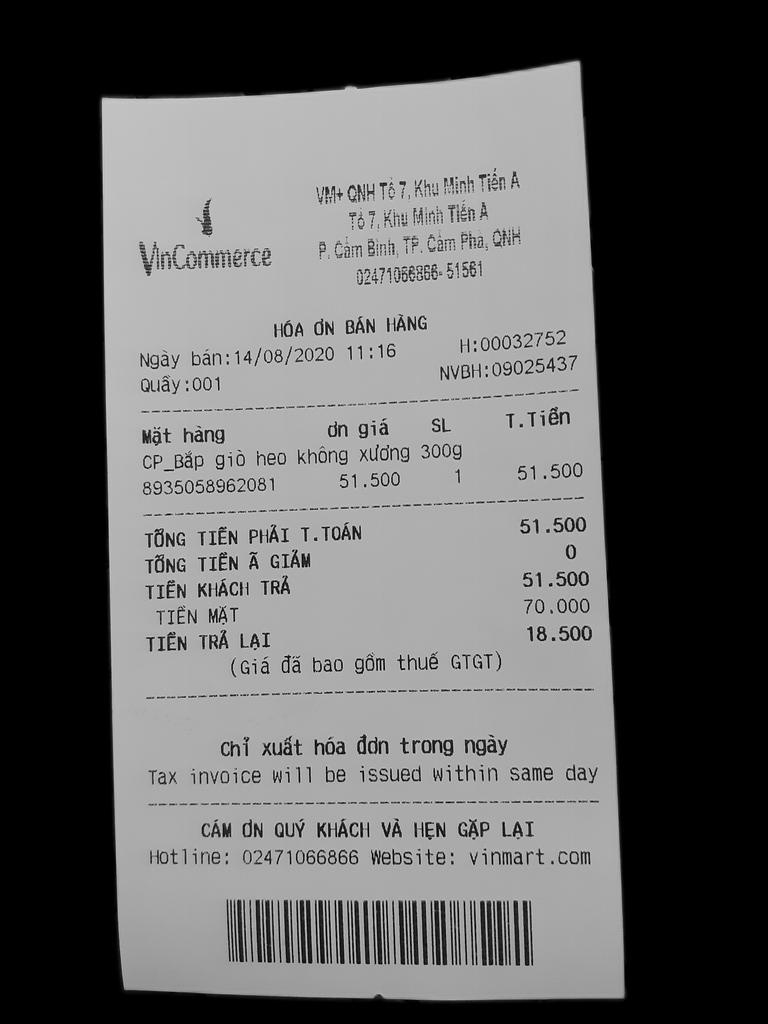 VinCommerce
VM+ QNH Tổ 7, Khu Minh Tiến A
Tổ 7, Khu Minh Tiến A
P. Cẩm Bình, TP. Cẩm Phả, QNH
02471066866-51561
HÓA ƠN BÁN HÀNG
Ngày bán:14/08/2020 11:16 H:00032752
Quầy:001 NVBH:09025437
Mặt hàng ơn giá SL T.Tiền
CP_Bắp giò heo không xương 300g
8935058962081 51.500 1 51.500
TỔNG TIỀN PHẢI T.TOÁN 51.500
TỔNG TIỀN Ã GIẢM 0
TIỀN KHÁCH TRẢ 51.500
TIỀN MẶT 70.000
TIỀN TRẢ LẠI 18.500
(Giá đã bao gồm thuế GTGT)
Chỉ xuất hóa đơn trong ngày
Tax invoice will be issued within same day
CÁM ƠN QUÝ KHÁCH VÀ HẸN GẶP LẠI
Hotline: 02471066866 Website: vinmart.com